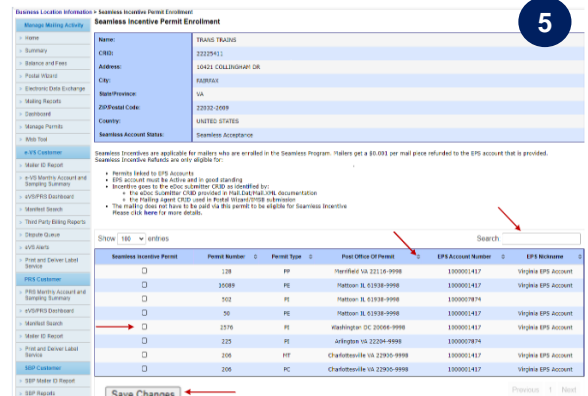 Business Location Information > Seamless Incentive Permit Enrollment
5
Manage Mailing Activity
Home
Summary
Balance and Fees
Postal Wizard
Electronic Data Exchange
Mailing Reports
Dashboard
Manage Permits
Web Tool
e-VS Customer
Mailer ID Report
e-VS Monthly Account and
Sampling Summary
eVS/PRS Dashboard
Manifest Search
Third Party Billing Reports
Dispute Queue
eVS Alerts
Print and Deliver Label
Service
PRS Customer
PRS Monthly Account and
Sampling Summary
eVS/PRS Dashboard
Manifest Search
Mailer ID Report
Print and Deliver Label
Service
SBP Customer
SBP Mailer ID Report
SBP Reports
Seamless Incentive Permit Enrollment
Name: TRANS TRAINS
CRID: 22225411
Address: 10421 COLLINGHAM DR
City: FAIRFAX
State/Province: VA
ZIP/Postal Code: 22032-2609
Country: UNITED STATES
Seamless Account Status: Seamless Acceptance
Seamless Incentives are applicable for mailers who are enrolled in the Seamless Program. Mailers get a $0.001 per mail piece refunded to the EPS account that is provided.
Seamless Incentive Refunds are only eligible for:
• Permits linked to EPS Accounts
• EPS account must be Active and in good standing
• Incentive goes to the eDoc submitter CRID as identified by:
the eDoc Submitter CRID provided in Mail.Dat/Mail.XML documentation
the Mailing Agent CRID used in Postal Wizard/IMSB submission
• The mailing does not have to be paid via this permit to be eligible for Seamless Incentive
Please click here for more details.
Show 100 entries Search
Seamless Incentive Permit Permit Number Permit Type Post Office Of Permit EPS Account Number EPS Nickname
128 PP Merrifield VA 22116-9998 1000001417 Virginia EPS Account
16089 PE Mattoon IL 61938-9998 1000001417 Virginia EPS Account
502 PI Mattoon IL 61938-9998 1000007874
50 PE Mattoon IL 61938-9998 1000001417 Virginia EPS Account
2576 PI Washington DC 20066-9998 1000001417 Virginia EPS Account
225 PI Arlington VA 22204-9998 1000007874
206 MT Charlottesville VA 22906-9998 1000001417 Virginia EPS Account
206 PC Charlottesville VA 22906-9998 1000001417 Virginia EPS Account
Save Changes
Previous 1 Next